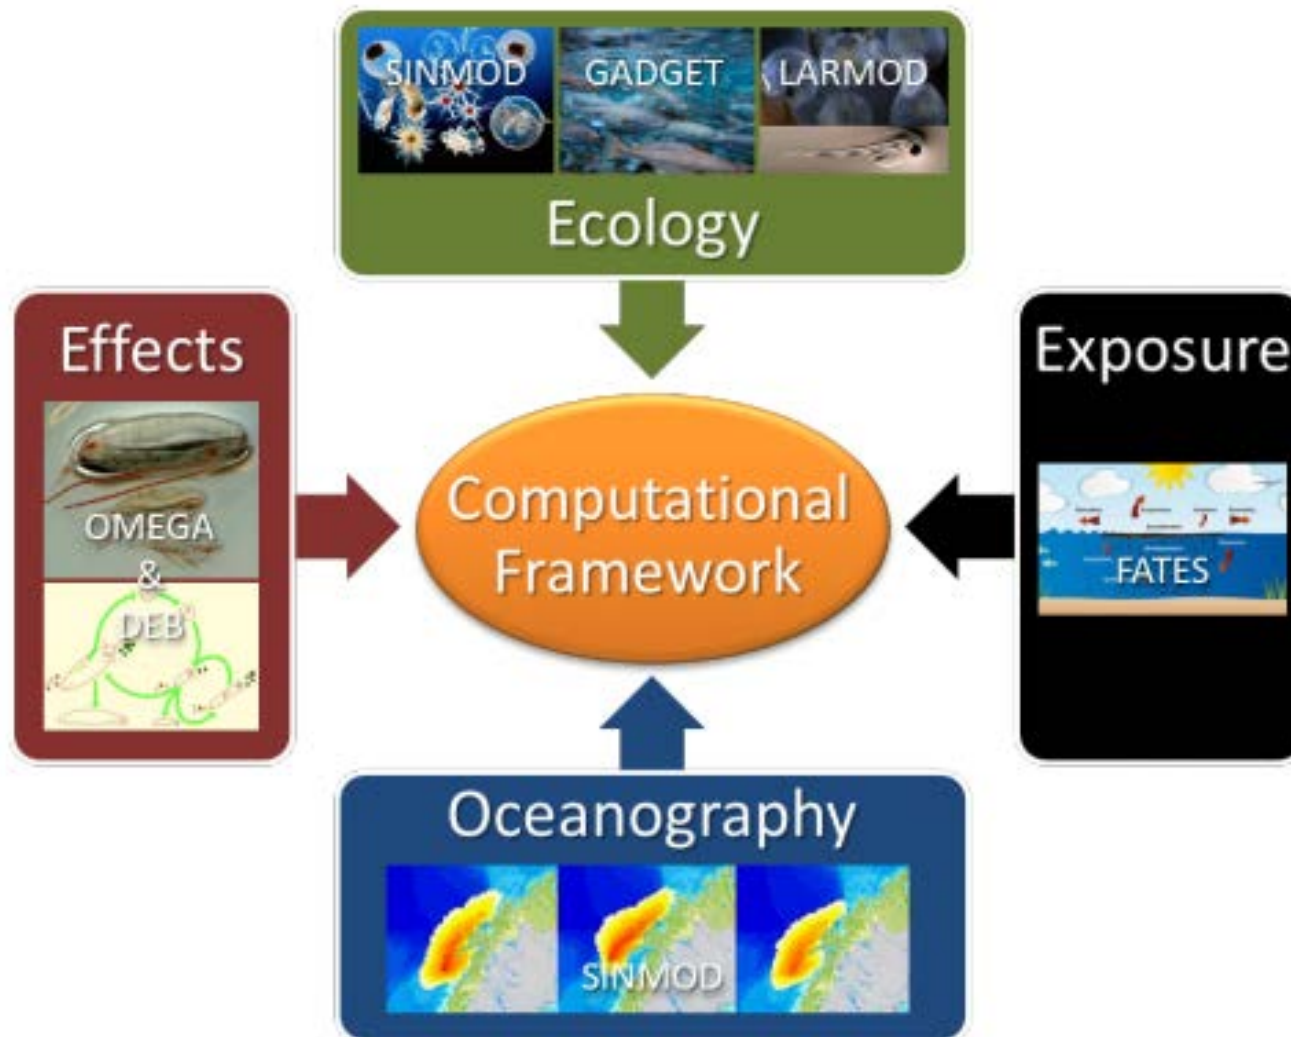 SINMOD
GADGET
LARMOD
Ecology
Effects
OMEGA
&
DEB
Computational
Framework
Exposure
FATES
Oceanography
SINMOD